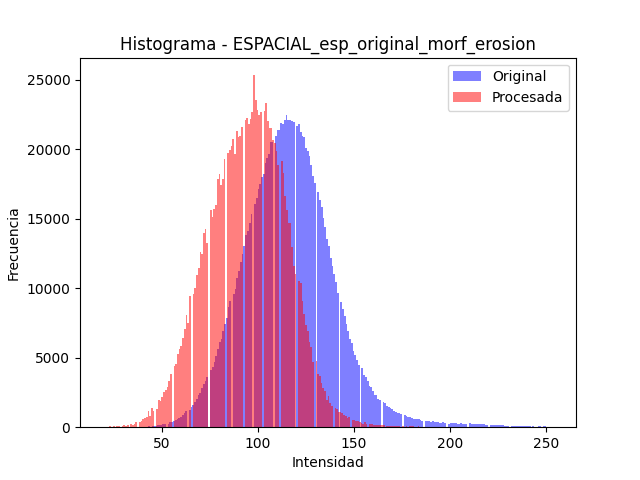 Histograma - ESPACIAL_esp_original_morf_erosion
Original
Procesada
25000
20000
15000
10000
5000
0
Frecuencia
50
100
150
200
250
Intensidad